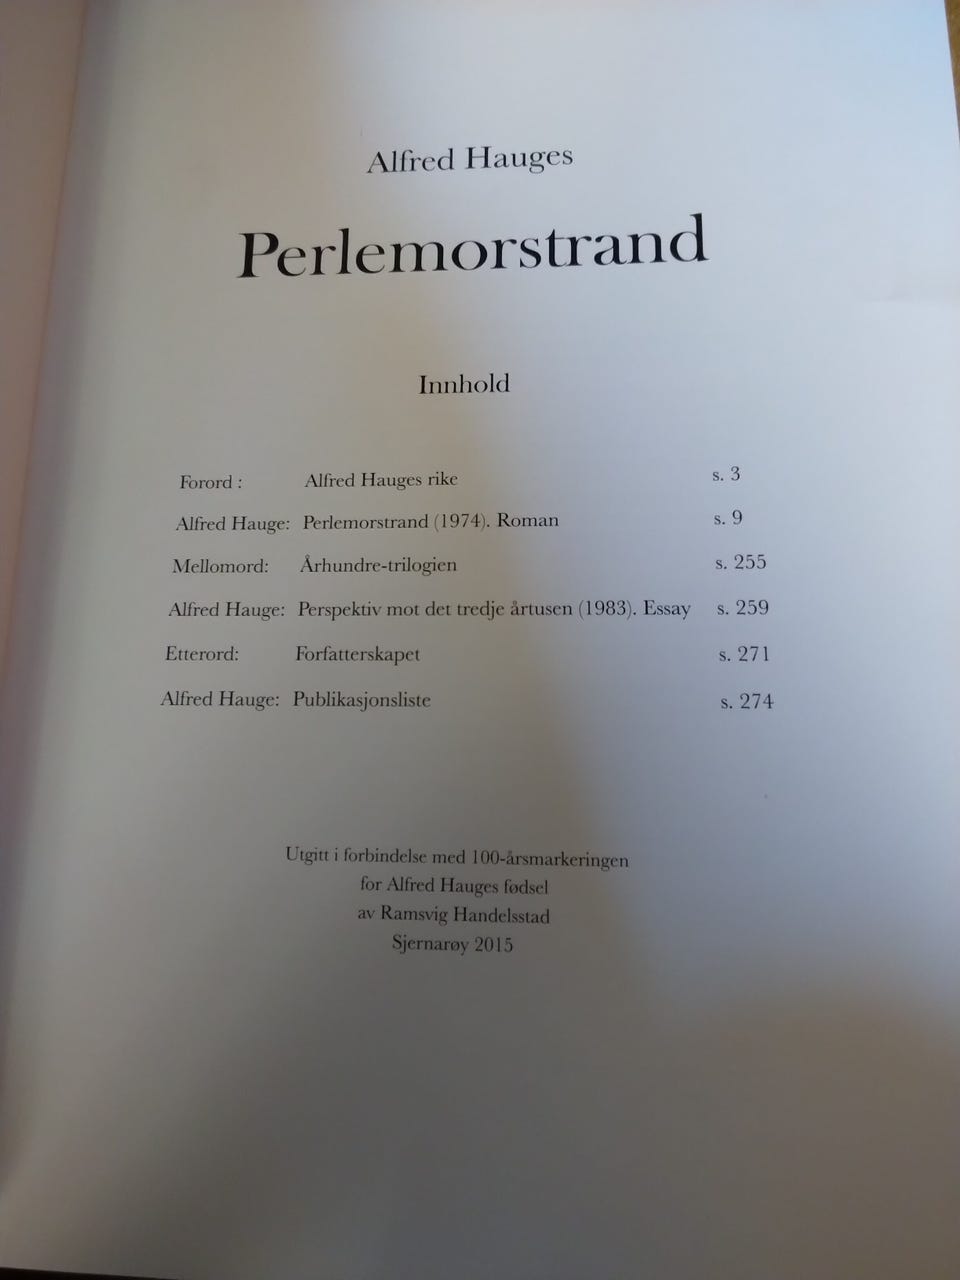 Alfred Hauges
Perlemorstrand
Innhold
Forord : Alfred Hauges rike s. 3
Alfred Hauge: Perlemorstrand (1974). Roman s. 9
Mellomord: Århundre-trilogien s. 255
Alfred Hauge: Perspektiv mot det tredje årtusen (1983). Essay s. 259
Etterord: Forfatterskapet s. 271
Alfred Hauge: Publikasjonsliste s. 274
Utgitt i forbindelse med 100-årsmarkeringen
for Alfred Hauges fødsel
av Ramsvig Handelsstad
Sjernarøy 2015